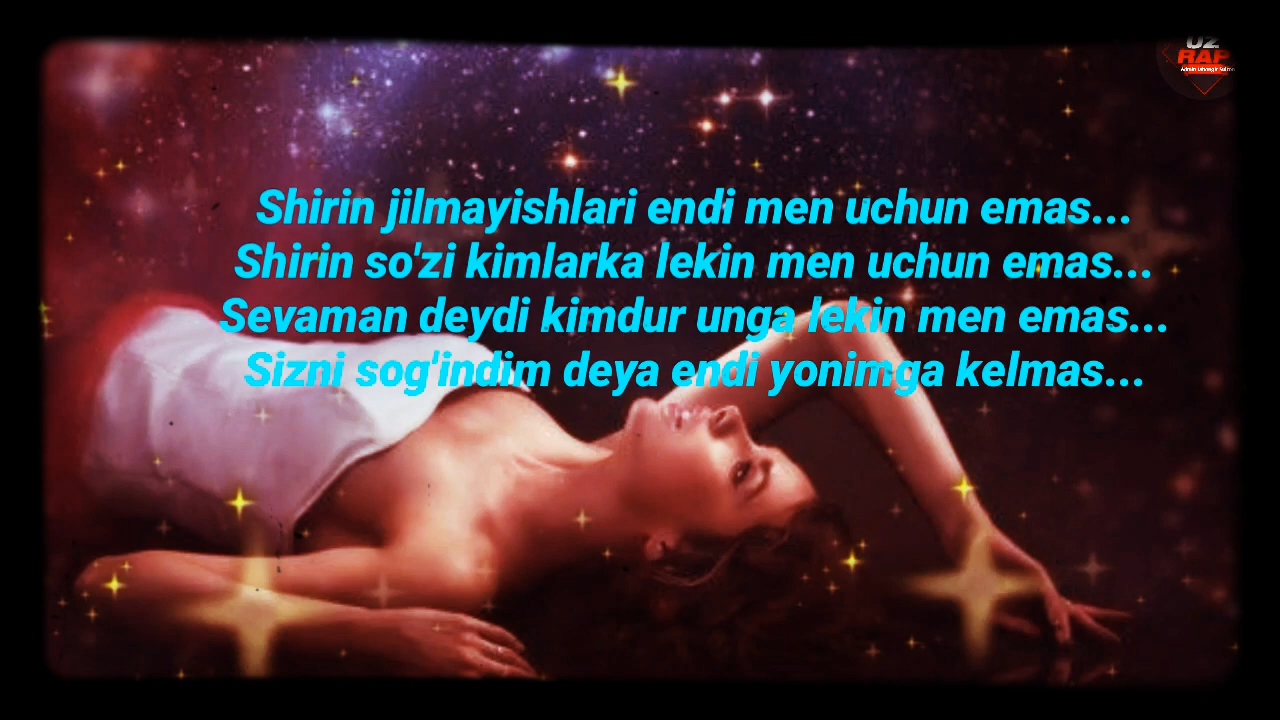 UZ
RAP
Shirin jilmayishlari endi men uchun emas...
Shirin so'zi kimlarka lekin men uchun emas...
Sevaman deydi kimdur unga lekin men emas...
Sizni sog'indim deya endi yonimga kelmas...